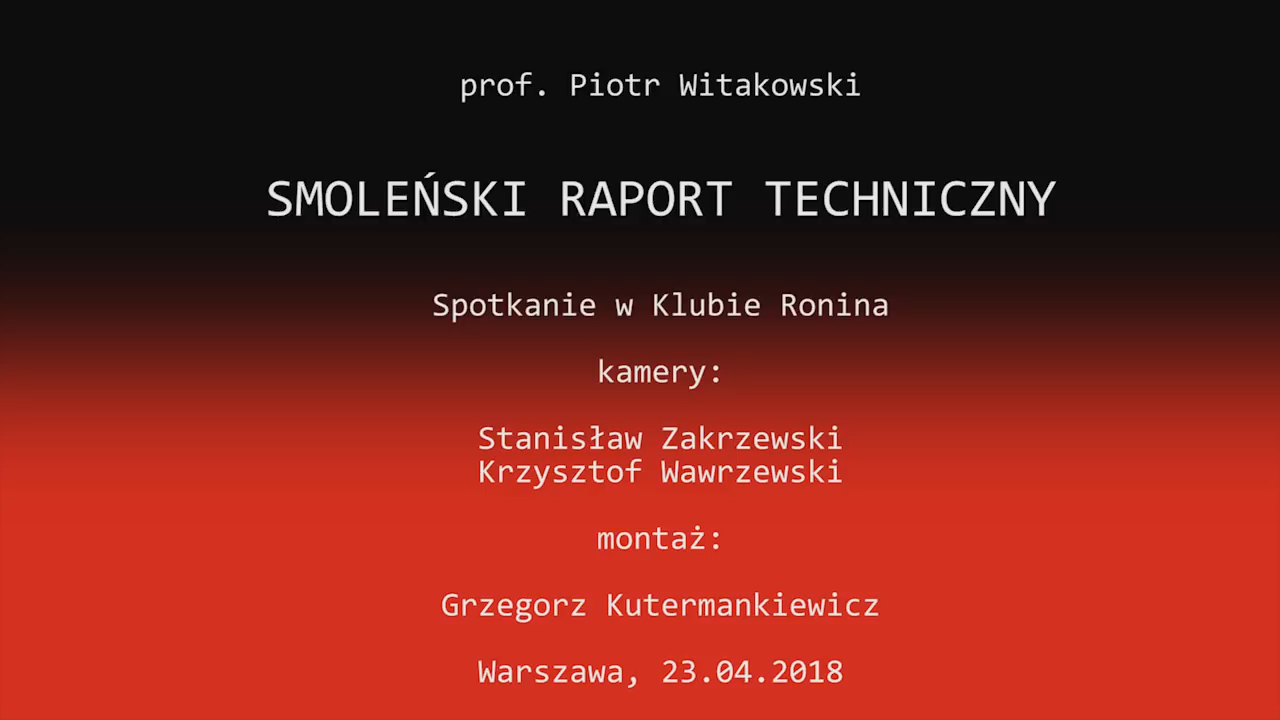 prof. Piotr Witakowski
SMOLEŃSKI RAPORT TECHNICZNY
Spotkanie w Klubie Ronina
kamery:
Stanisław Zakrzewski
Krzysztof Wawrzewski
montaż:
Grzegorz Kutermankiewicz
Warszawa, 23.04.2018